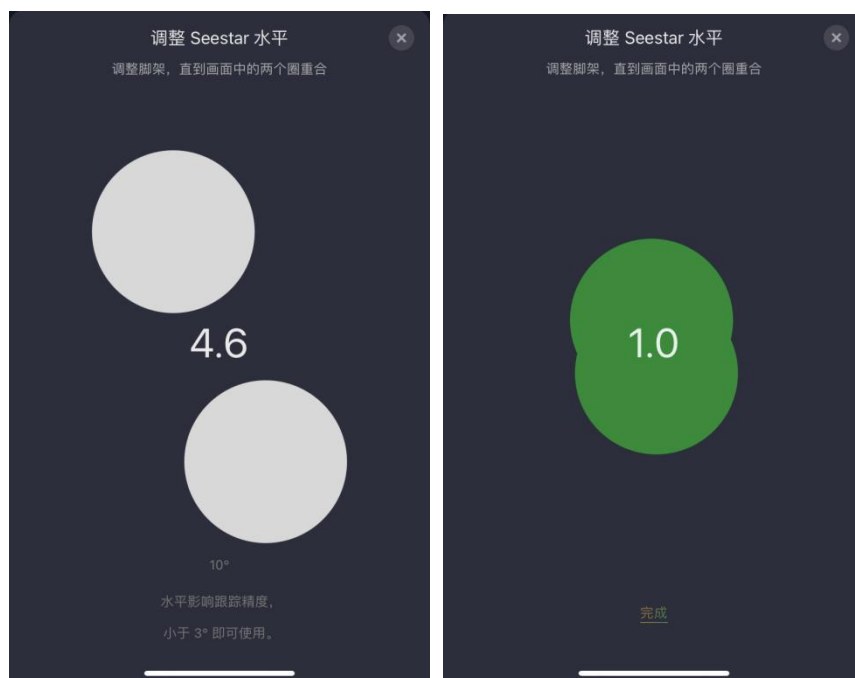 调整 Seestar 水平
调整脚架，直到画面中的两个圈重合
4.6
10°
水平影响跟踪精度，
小于 3° 即可使用。
调整 Seestar 水平
调整脚架，直到画面中的两个圈重合
1.0
完成